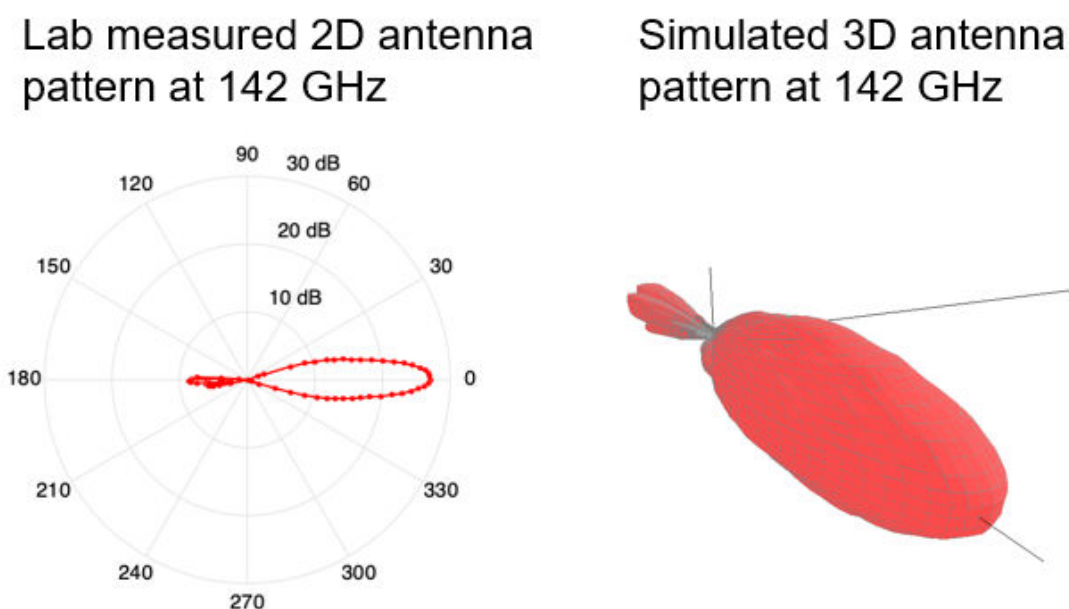 Lab measured 2D antenna
pattern at 142 GHz
Simulated 3D antenna
pattern at 142 GHz
90
30 dB
120
60
20 dB
150
30
10 dB
180
0
210
330
240
300
270